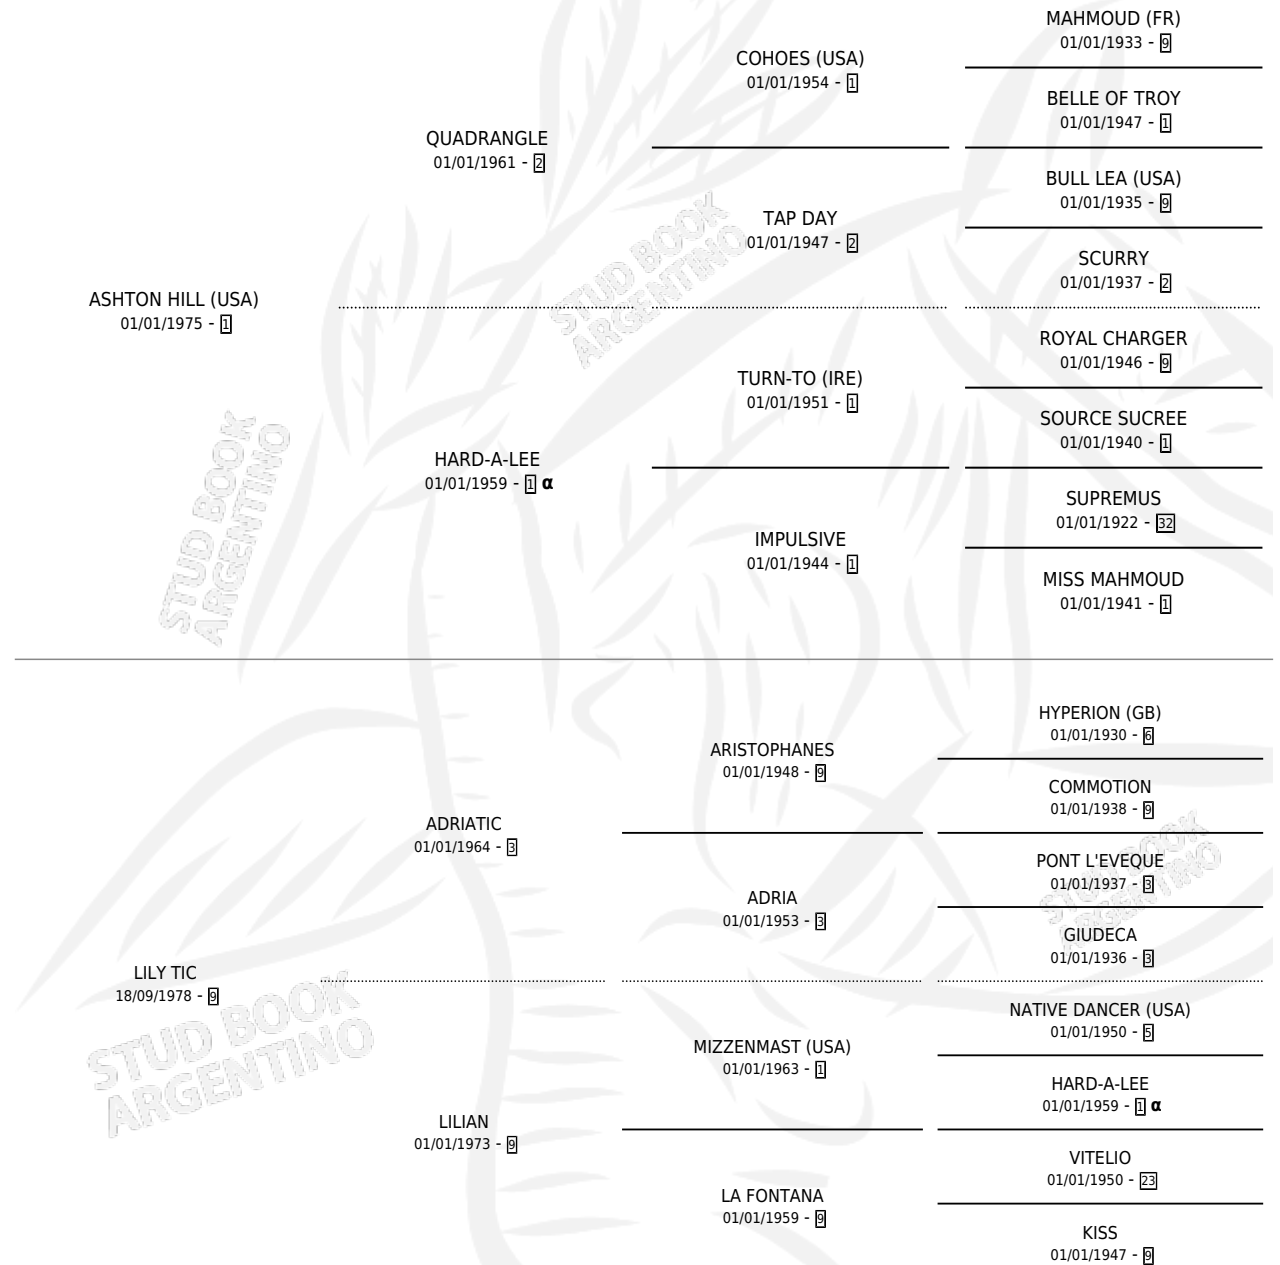 MAHMOUD (FR)
01/01/1933 - 9
COHOES (USA)
01/01/1954 - 1
BELLE OF TROY
01/01/1947 - 1
QUADRANGLE
01/01/1961 - 2
BULL LEA (USA)
01/01/1935 - 9
TAP DAY
01/01/1947 - 2
SCURRY
01/01/1937 - 2
ASHTON HILL (USA)
01/01/1975 - 1
ROYAL CHARGER
01/01/1946 - 9
TURN-TO (IRE)
01/01/1951 - 1
SOURCE SUCREE
01/01/1940 - 1
HARD-A-LEE
01/01/1959 - 1 α
SUPREMUS
01/01/1922 - 32
IMPULSIVE
01/01/1944 - 1
MISS MAHMOUD
01/01/1941 - 1
HYPERION (GB)
01/01/1930 - 6
ARISTOPHANES
01/01/1948 - 9
COMMOTION
01/01/1938 - 9
ADRIATIC
01/01/1964 - 3
PONT L'EVEQUE
01/01/1937 - 3
ADRIA
01/01/1953 - 3
GIUDECA
01/01/1936 - 3
LILY TIC
18/09/1978 - 9
NATIVE DANCER (USA)
01/01/1950 - 5
MIZZENMAST (USA)
01/01/1963 - 1
HARD-A-LEE
01/01/1959 - 1 α
LILIAN
01/01/1973 - 9
VITELIO
01/01/1950 - 23
LA FONTANA
01/01/1959 - 9
KISS
01/01/1947 - 9
STUD BOOK
ARGENTINO
STUD BOOK
ARGENTINO
STUD BOOK
ARGENTINO
STUD BOOK
ARGENTINO